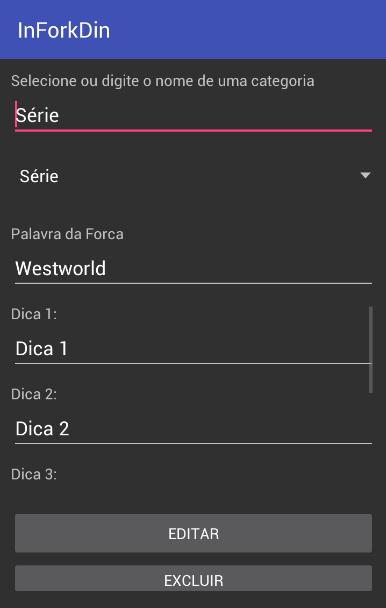 InForkDin
Selecione ou digite o nome de uma categoria
Série
Série
Palavra da Forca
Westworld
Dica 1:
Dica 1
Dica 2:
Dica 2
Dica 3:
EDITAR
EXCLUIR